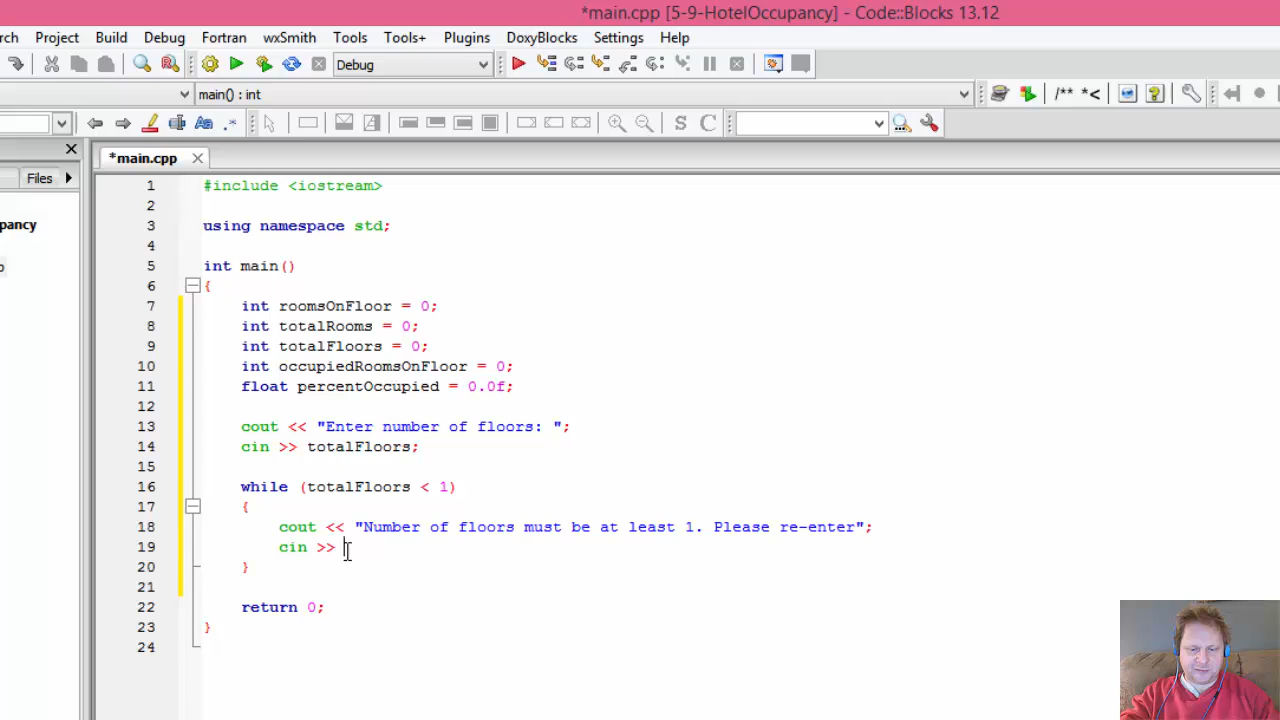 *main.cpp [5-9-HotelOccupancy] - Code::Blocks 13.12
rch Project Build Debug Fortran wxSmith Tools Tools+ Plugins DoxyBlocks Settings Help
Debug
main() : int
/** *<
Aa .* S C
*main.cpp
Files
pancy
1 #include <iostream>
2
3 using namespace std;
4
5 int main()
6 {
7 int roomsOnFloor = 0;
8 int totalRooms = 0;
9 int totalFloors = 0;
10 int occupiedRoomsOnFloor = 0;
11 float percentOccupied = 0.0f;
12
13 cout << "Enter number of floors: ";
14 cin >> totalFloors;
15
16 while (totalFloors < 1)
17 {
18 cout << "Number of floors must be at least 1. Please re-enter";
19 cin >>
20 }
21
22 return 0;
23 }
24